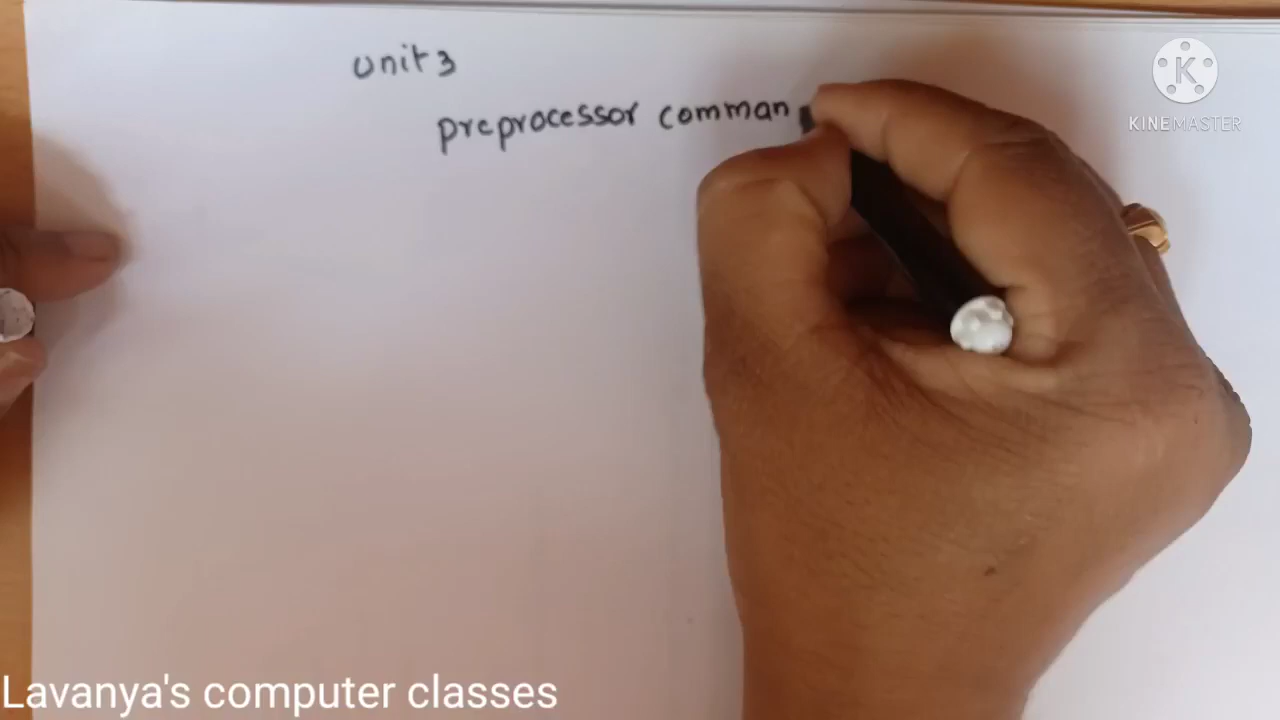 unit 3
preprocessor comman
KINEMASTER
Lavanya's computer classes